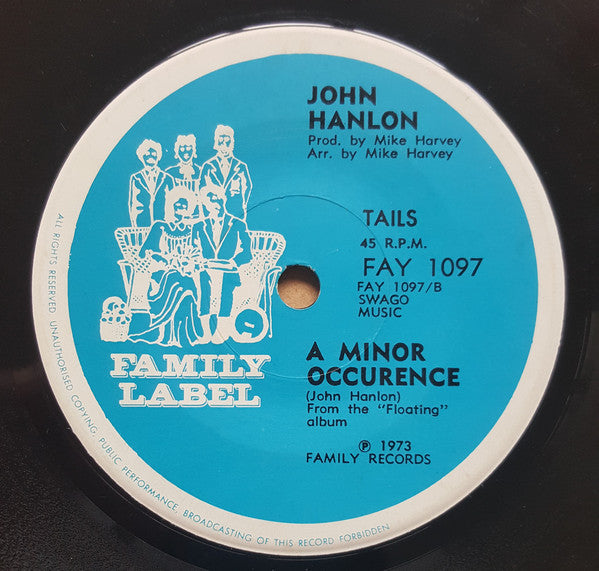 JOHN
HANLON
Prod. by Mike Harvey
Arr. by Mike Harvey
TAILS
45 R.P.M.
FAY 1097
FAY 1097/B
SWAGO
MUSIC
A MINOR
OCCURENCE
(John Hanlon)
From the "Floating"
album
℗ 1973
FAMILY RECORDS
FAMILY
LABEL
ALL RIGHTS RESERVED. UNAUTHORISED COPYING, PUBLIC PERFORMANCE, BROADCASTING OF THIS RECORD FORBIDDEN